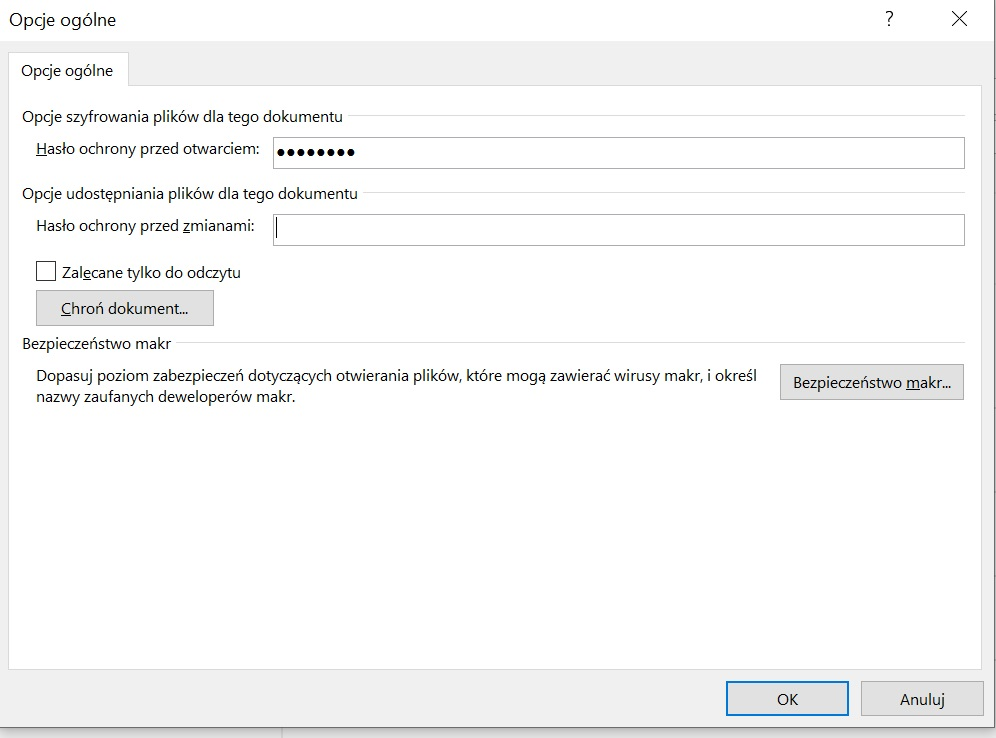 Opcje ogólne
Opcje ogólne
Opcje szyfrowania plików dla tego dokumentu
Hasło ochrony przed otwarciem: ●●●●●●●●
Opcje udostępniania plików dla tego dokumentu
Hasło ochrony przed zmianami:
Zalecane tylko do odczytu
Chroń dokument...
Bezpieczeństwo makr
Dopasuj poziom zabezpieczeń dotyczących otwierania plików, które mogą zawierać wirusy makr, i określ
nazwy zaufanych deweloperów makr.
Bezpieczeństwo makr...
OK Anuluj